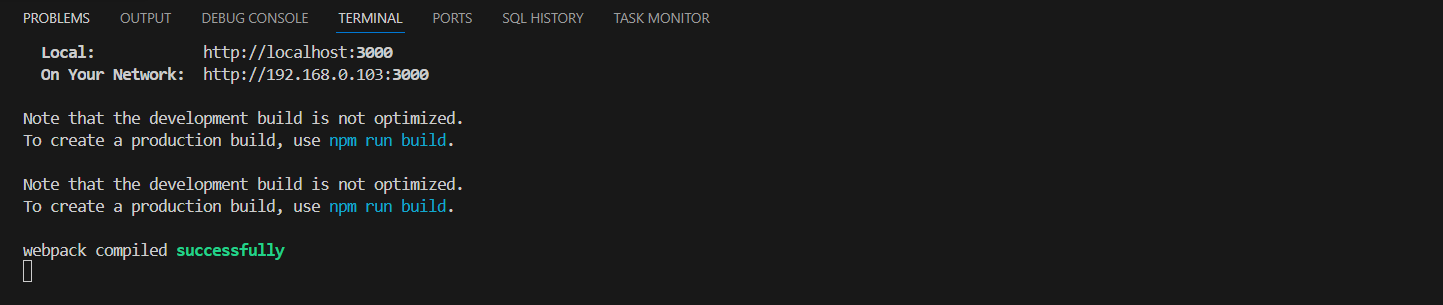 PROBLEMS OUTPUT DEBUG CONSOLE TERMINAL PORTS SQL HISTORY TASK MONITOR
Local: http://localhost:3000
On Your Network: http://192.168.0.103:3000
Note that the development build is not optimized.
To create a production build, use npm run build.
Note that the development build is not optimized.
To create a production build, use npm run build.
webpack compiled successfully